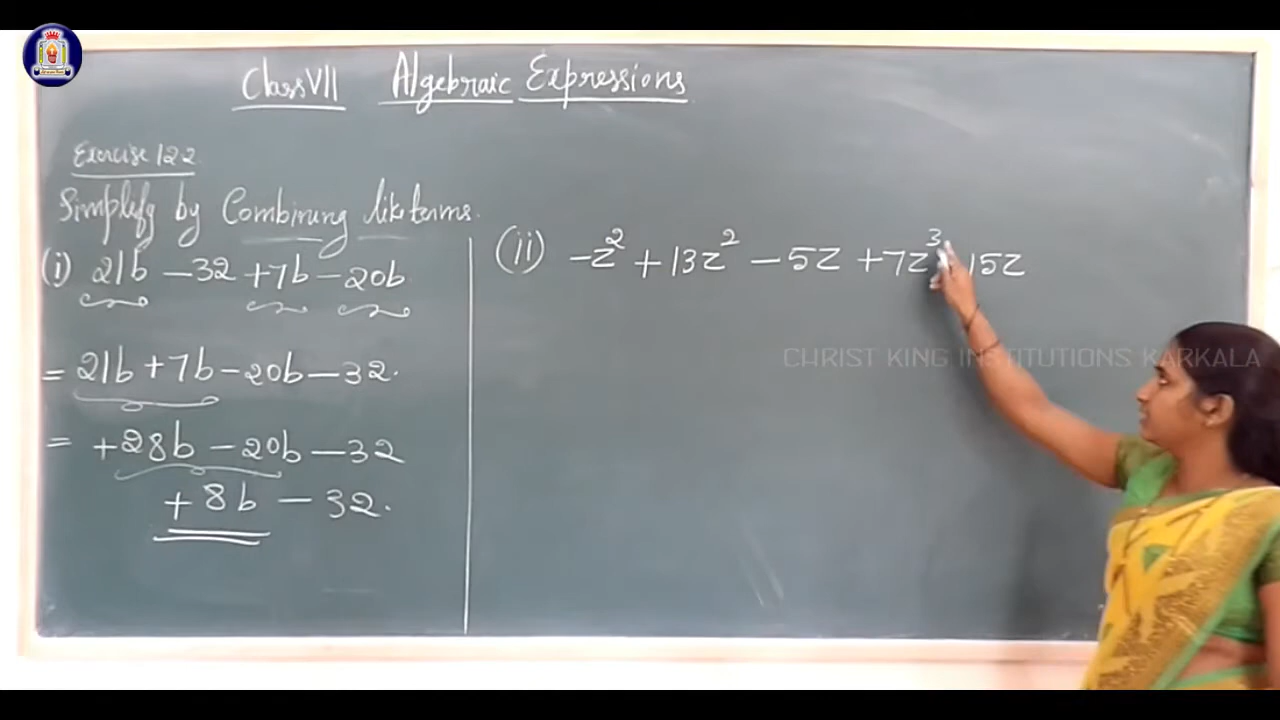 Class VII Algebraic Expressions
Exercise 12.2
Simplify by Combining like terms.
(i) 21b - 32 + 7b - 20b
= 21b + 7b - 20b - 32.
= +28b - 20b - 32
+ 8b - 32.
(ii) -z² + 13z² - 5z + 7z³ 15z
CHRIST KING INSTITUTIONS KARKALA